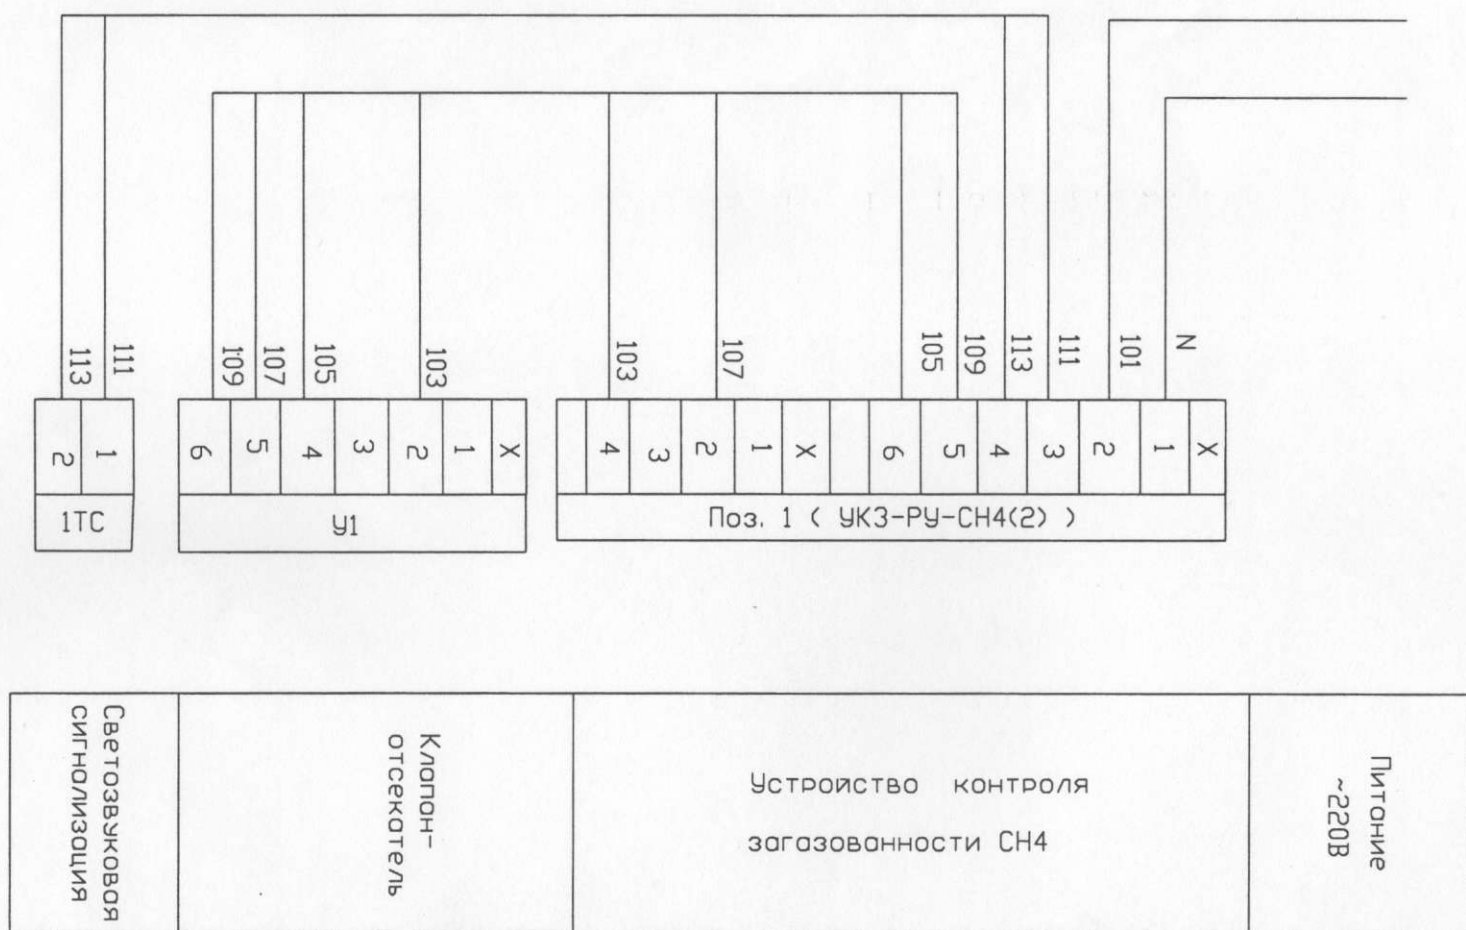 113
111
109
107
105
103
103
107
105
109
113
111
101
N
2
1
6
5
4
3
2
1
X
4
3
2
1
X
6
5
4
3
2
1
X
1ТС
У1
Поз. 1 ( УКЗ-РУ-СН4(2) )
Светозвуковая
сигнализация
Клапан-
отсекатель
Устройство контроля
загазованности СН4
Питание
~220В